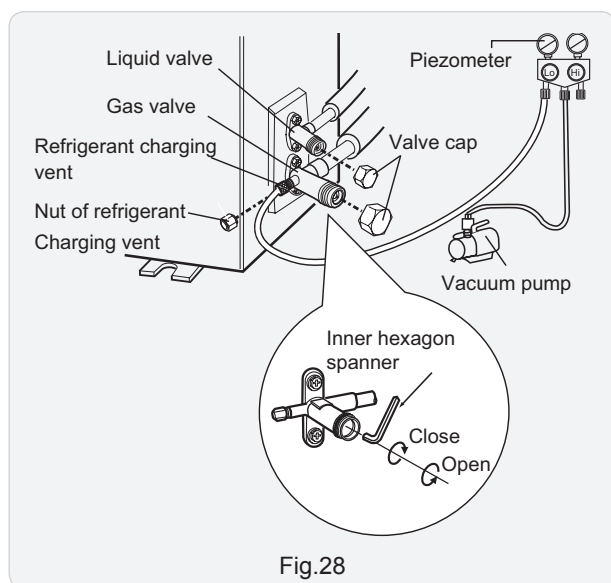 Liquid valve
Gas valve
Refrigerant charging
vent
Nut of refrigerant
Charging vent
Piezometer
Lo
Hi
Valve cap
Vacuum pump
Inner hexagon
spanner
Close
Open
Fig.28